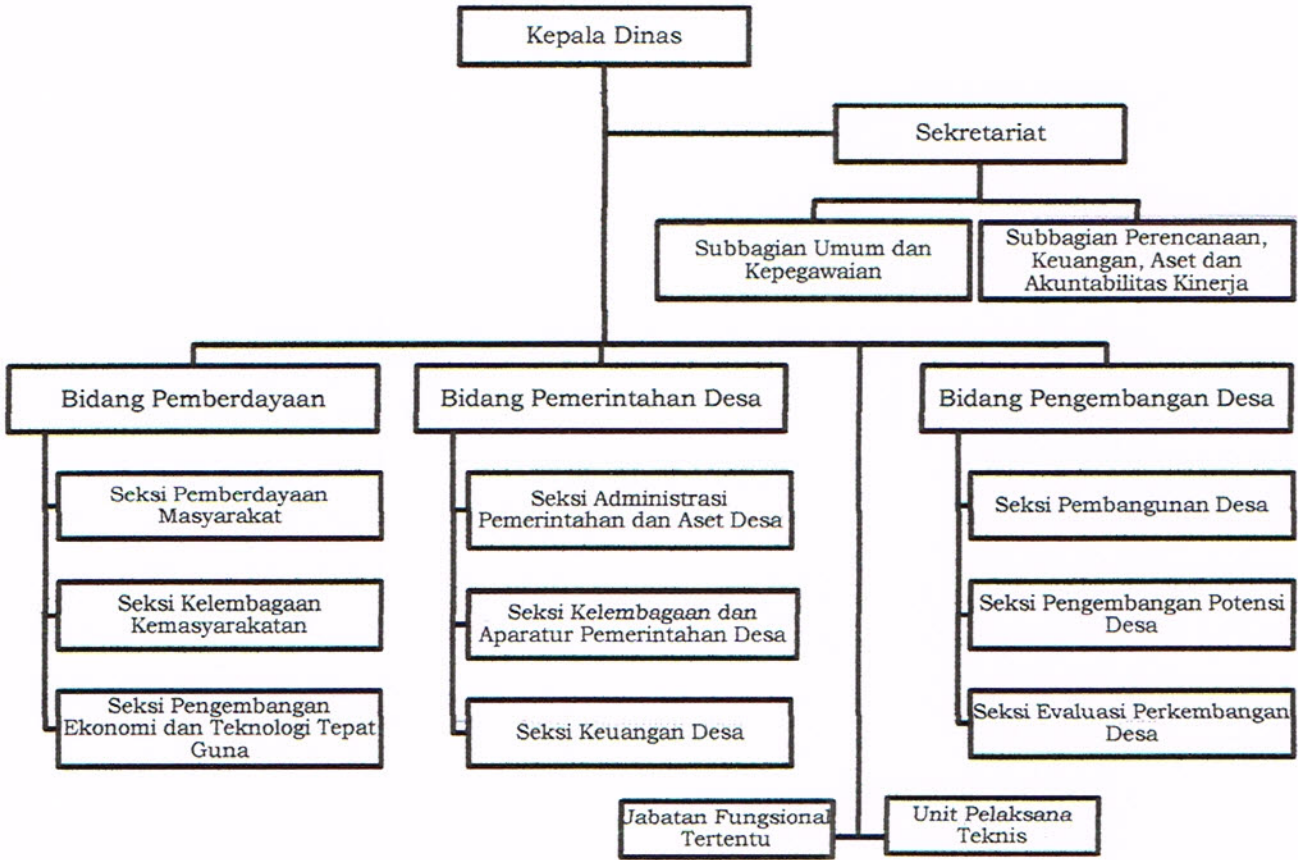 Kepala Dinas
Sekretariat
Subbagian Umum dan
Kepegawaian
Subbagian Perencanaan,
Keuangan, Aset dan
Akuntabilitas Kinerja
Bidang Pemberdayaan
Seksi Pemberdayaan
Masyarakat
Seksi Kelembagaan
Kemasyarakatan
Seksi Pengembangan
Ekonomi dan Teknologi Tepat
Guna
Bidang Pemerintahan Desa
Seksi Administrasi
Pemerintahan dan Aset Desa
Seksi Kelembagaan dan
Aparatur Pemerintahan Desa
Seksi Keuangan Desa
Bidang Pengembangan Desa
Seksi Pembangunan Desa
Seksi Pengembangan Potensi
Desa
Seksi Evaluasi Perkembangan
Desa
Jabatan Fungsional
Tertentu
Unit Pelaksana
Teknis